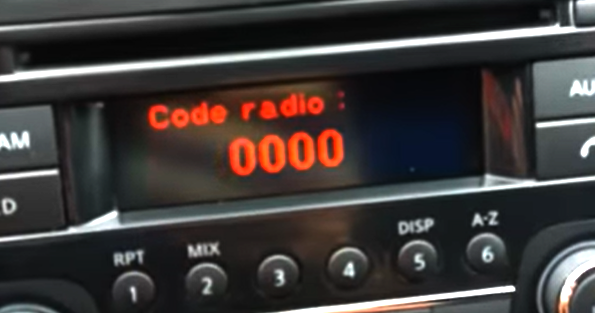 Code radio :
0000
AM
AU
D
RPT
MIX
DISP
A-Z
1
2
3
4
5
6